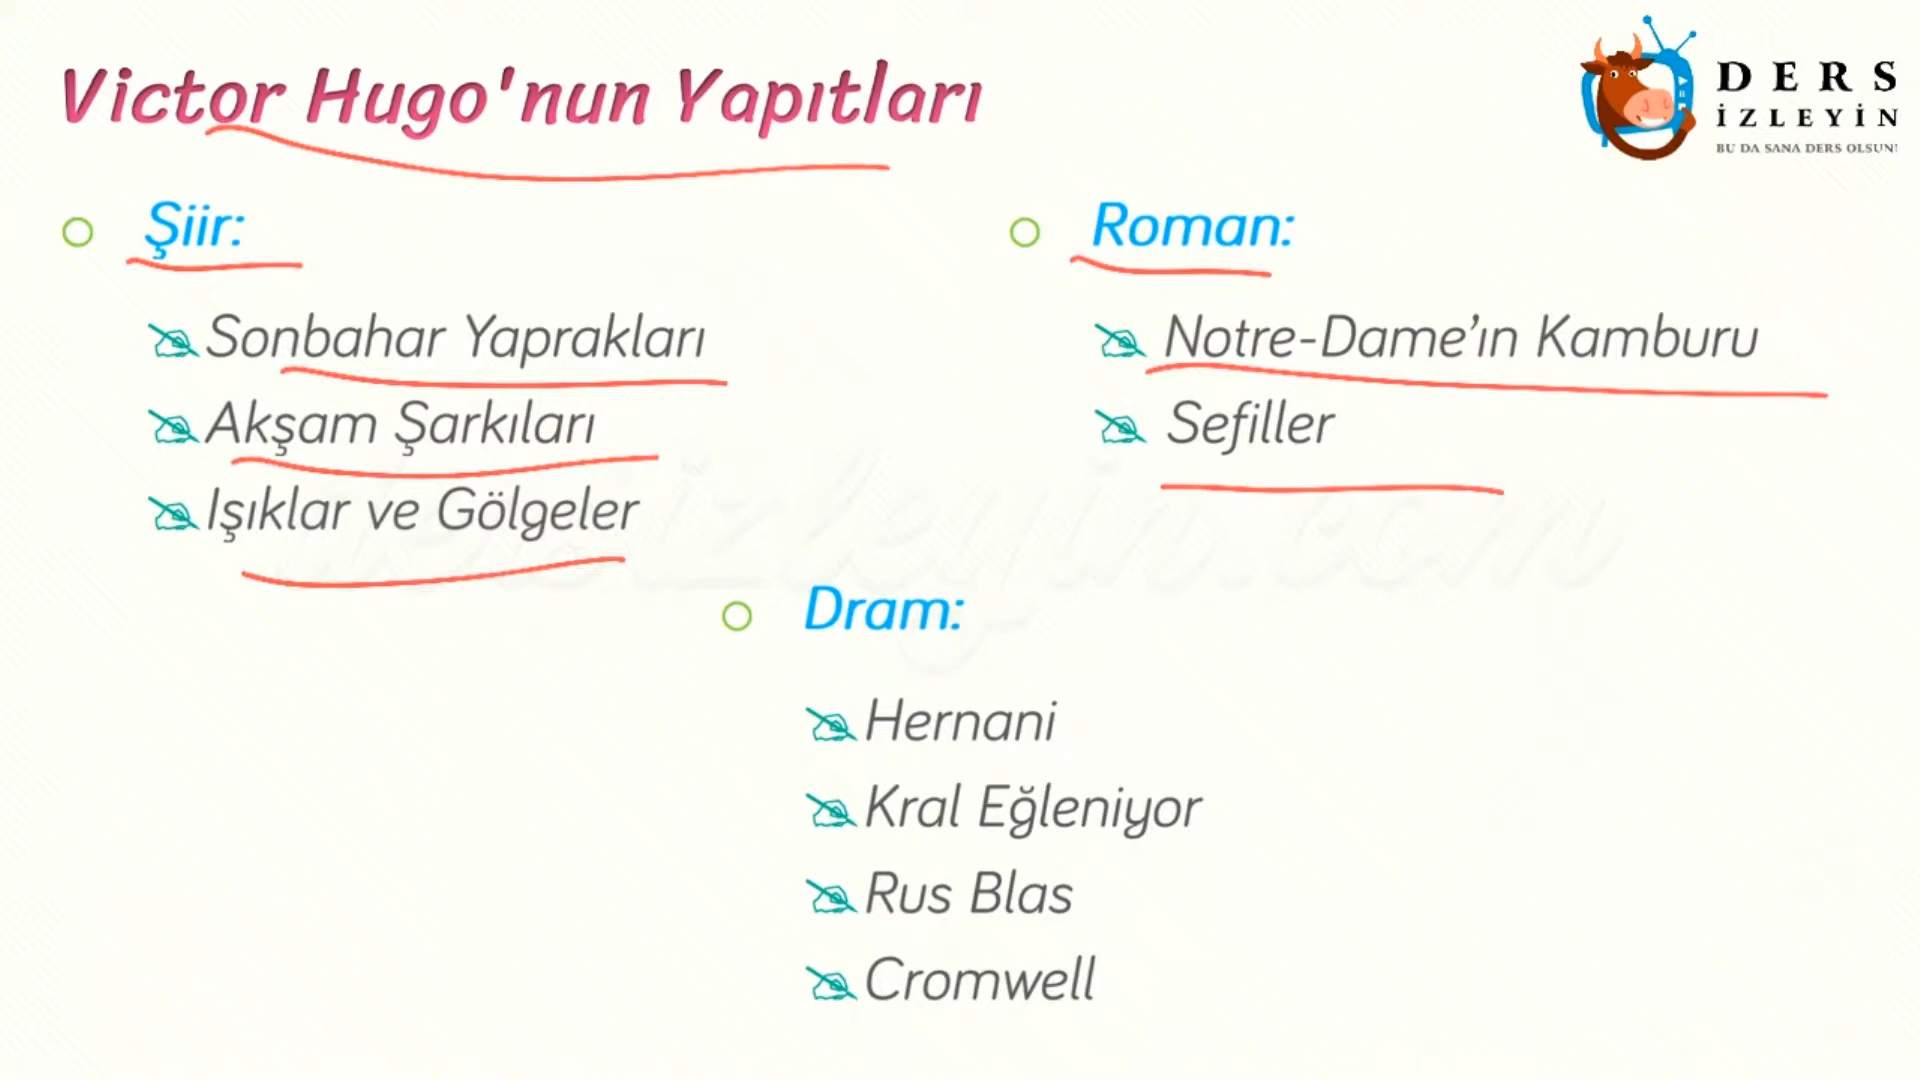 Victor Hugo'nun Yapıtları
DERS
İZLEYİN
BU DA SANA DERS OLSUN!
Şiir:
Sonbahar Yaprakları
Akşam Şarkıları
Işıklar ve Gölgeler
Roman:
Notre-Dame’ın Kamburu
Sefiller
Dram:
Hernani
Kral Eğleniyor
Rus Blas
Cromwell